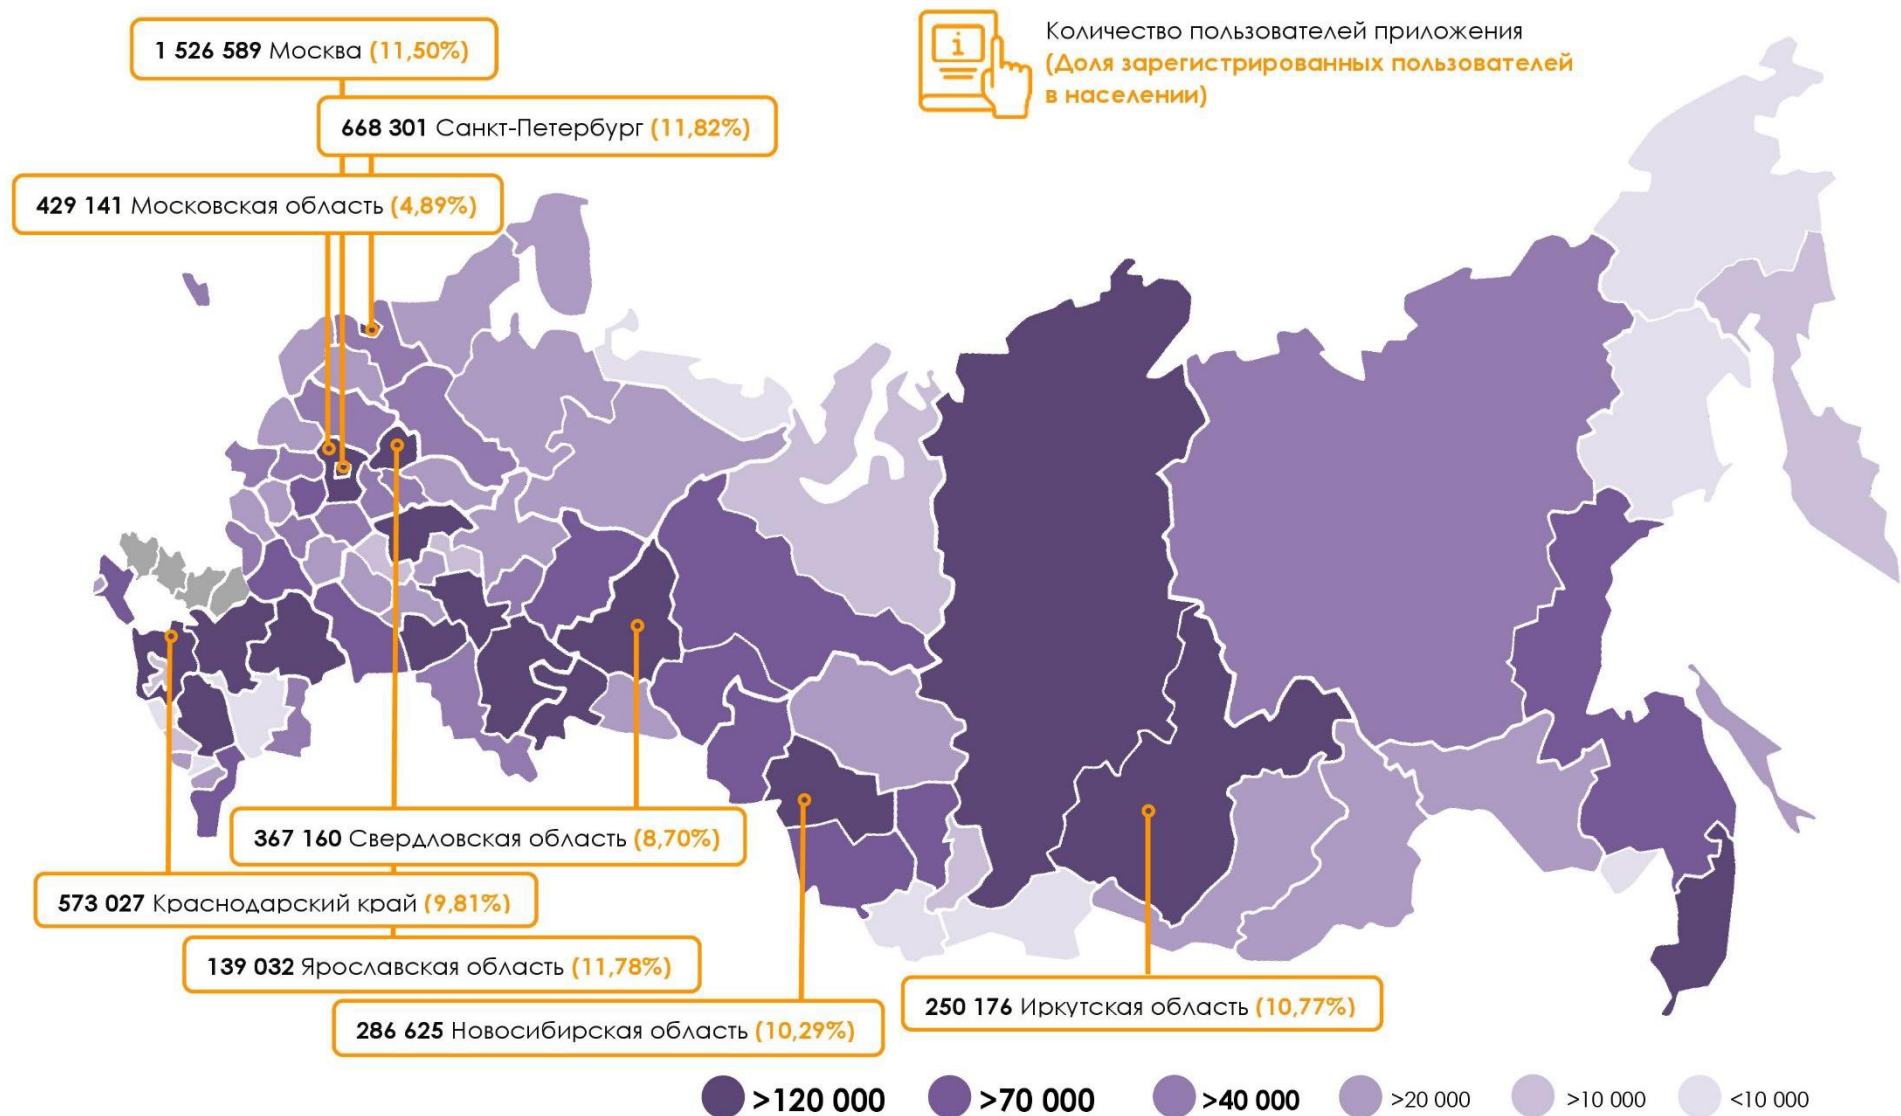 1 526 589 Москва (11,50%)
Количество пользователей приложения
(Доля зарегистрированных пользователей
в населении)
668 301 Санкт-Петербург (11,82%)
429 141 Московская область (4,89%)
367 160 Свердловская область (8,70%)
573 027 Краснодарский край (9,81%)
139 032 Ярославская область (11,78%)
286 625 Новосибирская область (10,29%)
250 176 Иркутская область (10,77%)
>120 000 >70 000 >40 000 >20 000 >10 000 <10 000